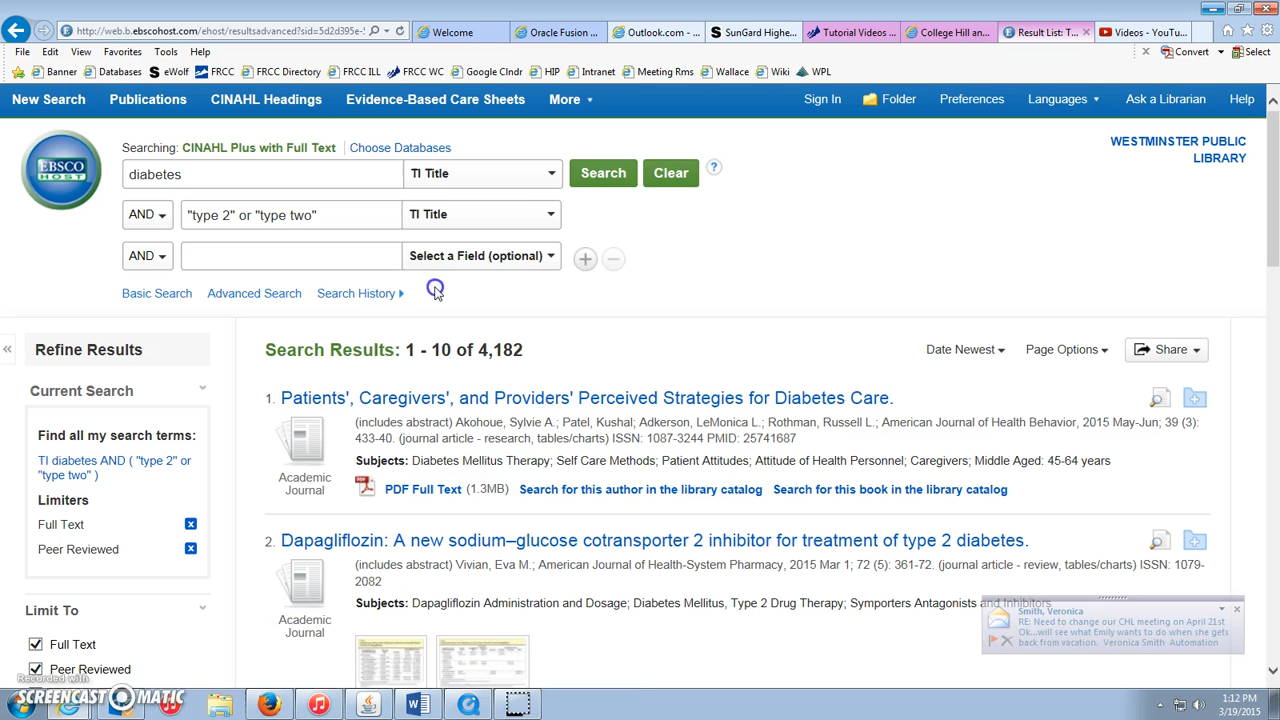 http://web.b.ebscohost.com/ehost/resultsadvanced?sid=5d2d395e-
Welcome
Oracle Fusion ...
Outlook.com - ...
SunGard Highe...
Tutorial Videos ...
College Hill an...
Result List: T...
Videos - YouTu...
File Edit View Favorites Tools Help
Convert
Select
Banner
Databases
eWolf
FRCC
FRCC Directory
FRCC ILL
FRCC WC
Google Clndr
HIP
Intranet
Meeting Rms
Wallace
Wiki
WPL
New Search Publications CINAHL Headings Evidence-Based Care Sheets More
Sign In Folder Preferences Languages Ask a Librarian Help
EBSCO
HOST
Searching: CINAHL Plus with Full Text Choose Databases
WESTMINSTER PUBLIC
LIBRARY
diabetes TI Title Search Clear ?
AND "type 2" or "type two" TI Title
AND Select a Field (optional)
Basic Search Advanced Search Search History
Refine Results
Current Search
Find all my search terms:
TI diabetes AND ( "type 2" or
"type two" )
Limiters
Full Text
Peer Reviewed
Limit To
Full Text
Peer Reviewed
Search Results: 1 - 10 of 4,182
Date Newest Page Options Share
1. Patients', Caregivers', and Providers' Perceived Strategies for Diabetes Care.
(includes abstract) Akohoue, Sylvie A.; Patel, Kushal; Adkerson, LeMonica L.; Rothman, Russell L.; American Journal of Health Behavior, 2015 May-Jun; 39 (3):
433-40. (journal article - research, tables/charts) ISSN: 1087-3244 PMID: 25741687
Academic
Journal
Subjects: Diabetes Mellitus Therapy; Self Care Methods; Patient Attitudes; Attitude of Health Personnel; Caregivers; Middle Aged: 45-64 years
PDF Full Text (1.3MB) Search for this author in the library catalog Search for this book in the library catalog
2. Dapagliflozin: A new sodium–glucose cotransporter 2 inhibitor for treatment of type 2 diabetes.
(includes abstract) Vivian, Eva M.; American Journal of Health-System Pharmacy, 2015 Mar 1; 72 (5): 361-72. (journal article - review, tables/charts) ISSN: 1079-
2082
Academic
Journal
Subjects: Dapagliflozin Administration and Dosage; Diabetes Mellitus, Type 2 Drug Therapy; Symporters Antagonists and Inhibitors
Smith, Veronica
RE: Need to change our CHL meeting on April 21st
Ok...will see what Emily wants to do when she gets
back from vacation. Veronica Smith Automation
Recorded with
SCREENCAST-O-MATIC
1:12 PM
3/19/2015